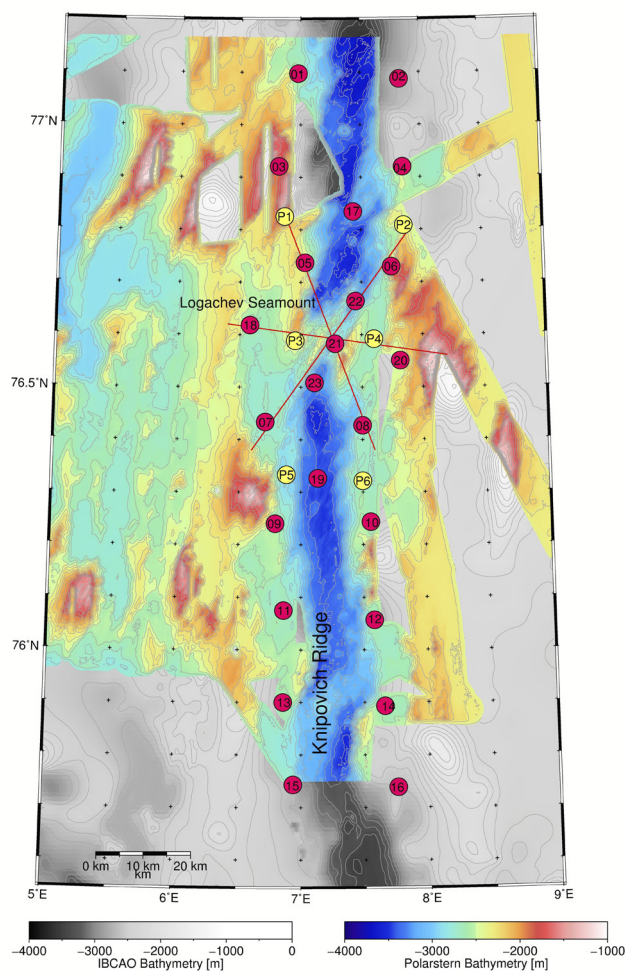 01
02
77°N
03
04
17
P1
P2
05
06
22
Logachev Seamount
18
P3
21
P4
20
76.5°N
23
07
08
P5
19
P6
09
10
11
12
76°N
Knipovich Ridge
13
14
15
16
0 km 10 km 20 km
km
5°E 6°E 7°E 8°E 9°E
−4000 −3000 −2000 −1000 0
IBCAO Bathymetry [m]
−4000 −3000 −2000 −1000
Polarstern Bathymetry [m]